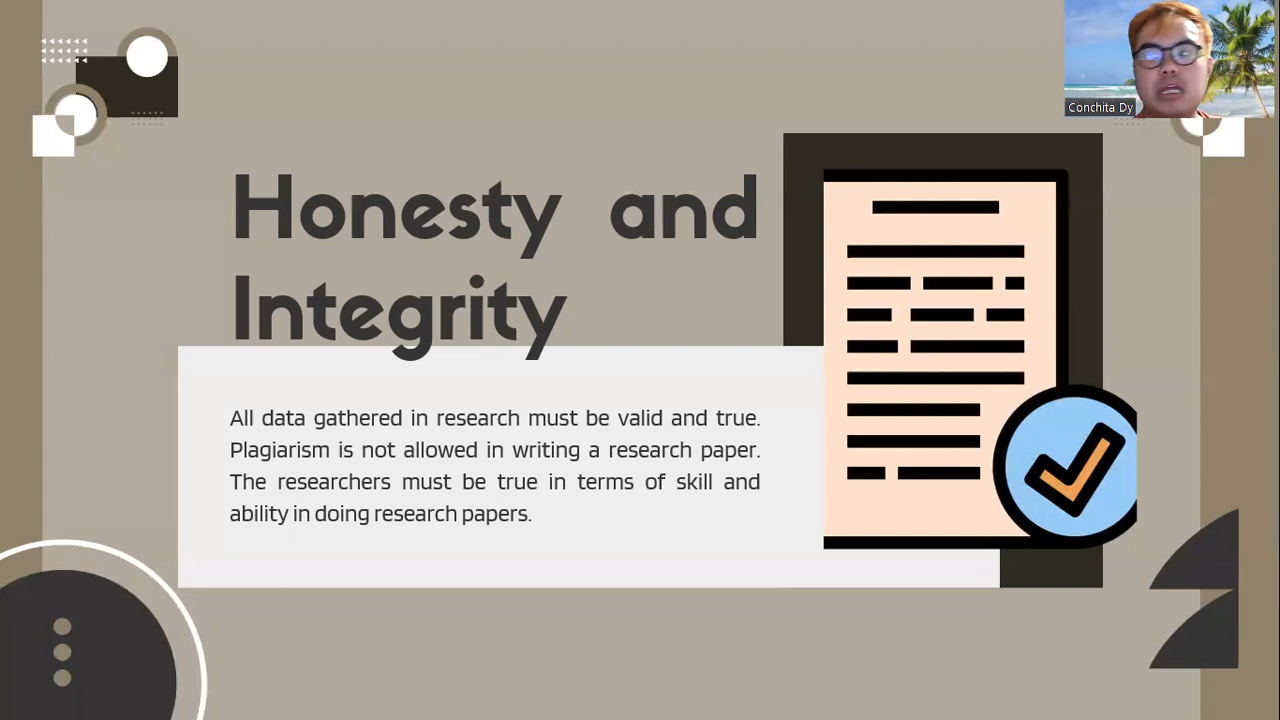 Conchita Dy
Honesty and
Integrity
All data gathered in research must be valid and true.
Plagiarism is not allowed in writing a research paper.
The researchers must be true in terms of skill and
ability in doing research papers.